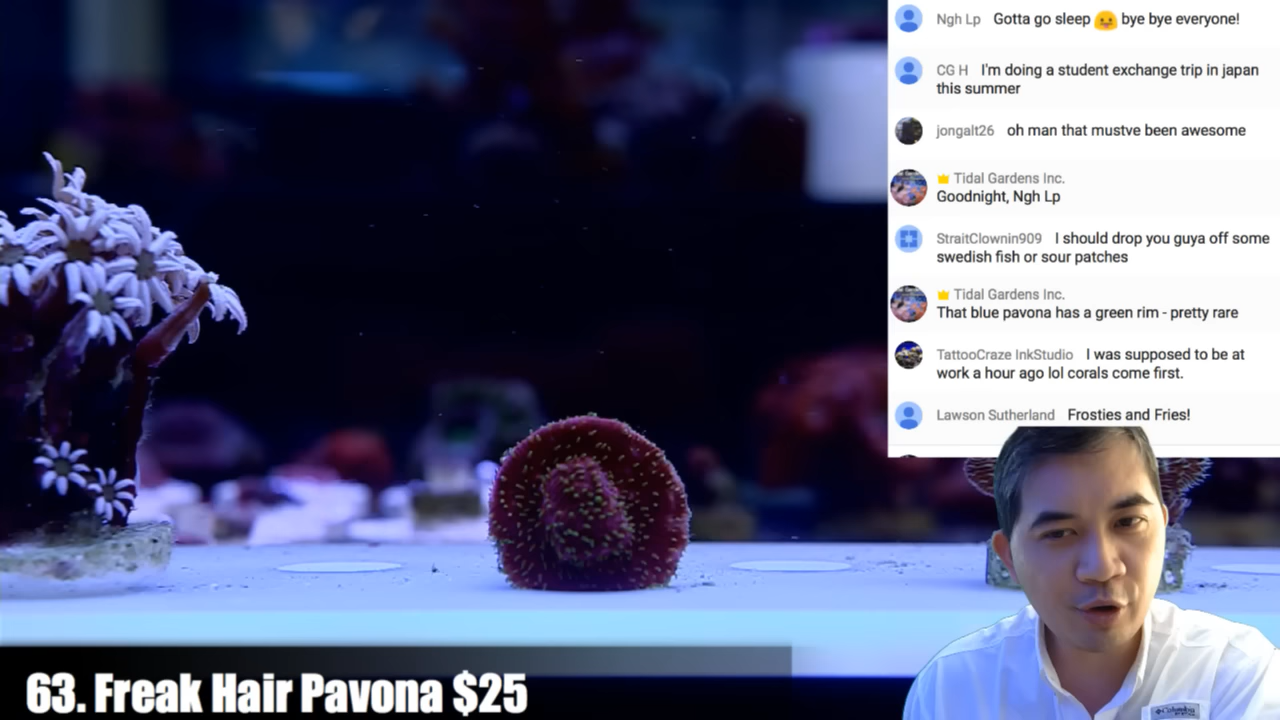 Ngh Lp Gotta go sleep bye bye everyone!
CG H I'm doing a student exchange trip in japan
this summer
jongalt26 oh man that mustve been awesome
Tidal Gardens Inc.
Goodnight, Ngh Lp
StraitClownin909 I should drop you guya off some
swedish fish or sour patches
Tidal Gardens Inc.
That blue pavona has a green rim - pretty rare
TattooCraze InkStudio I was supposed to be at
work a hour ago lol corals come first.
Lawson Sutherland Frosties and Fries!
63. Freak Hair Pavona $25
Columbia